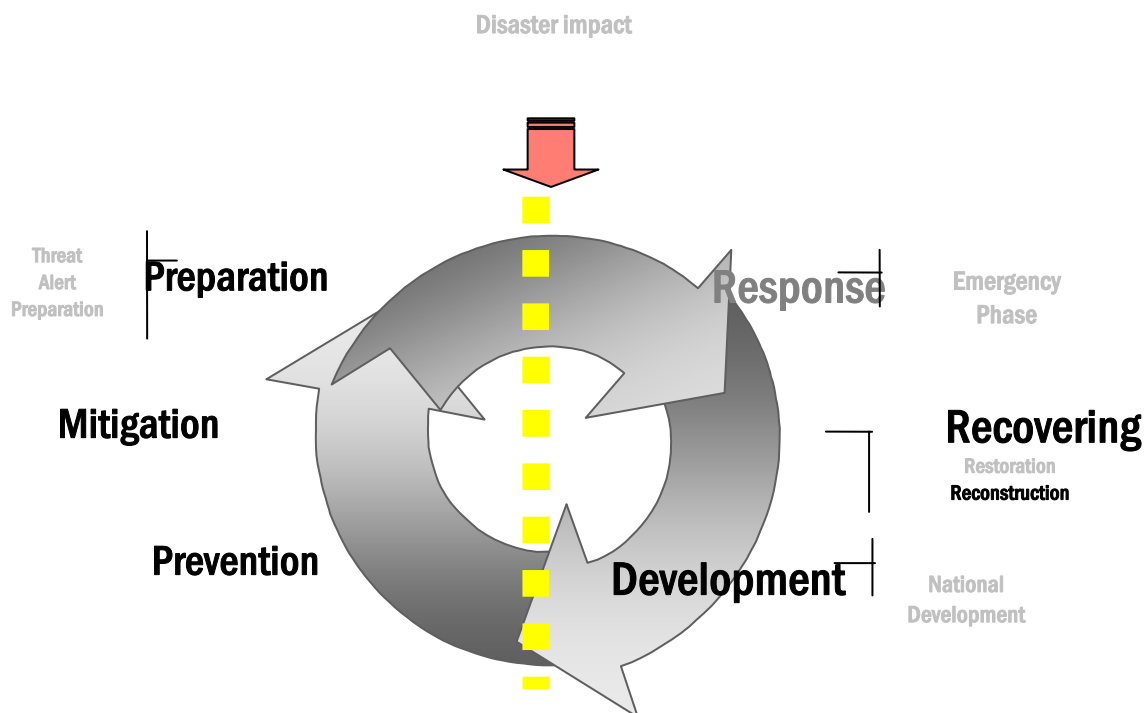 Disaster impact
Threat
Alert
Preparation
Preparation
Response
Emergency
Phase
Mitigation
Recovering
Restoration
Reconstruction
Prevention
Development
National
Development